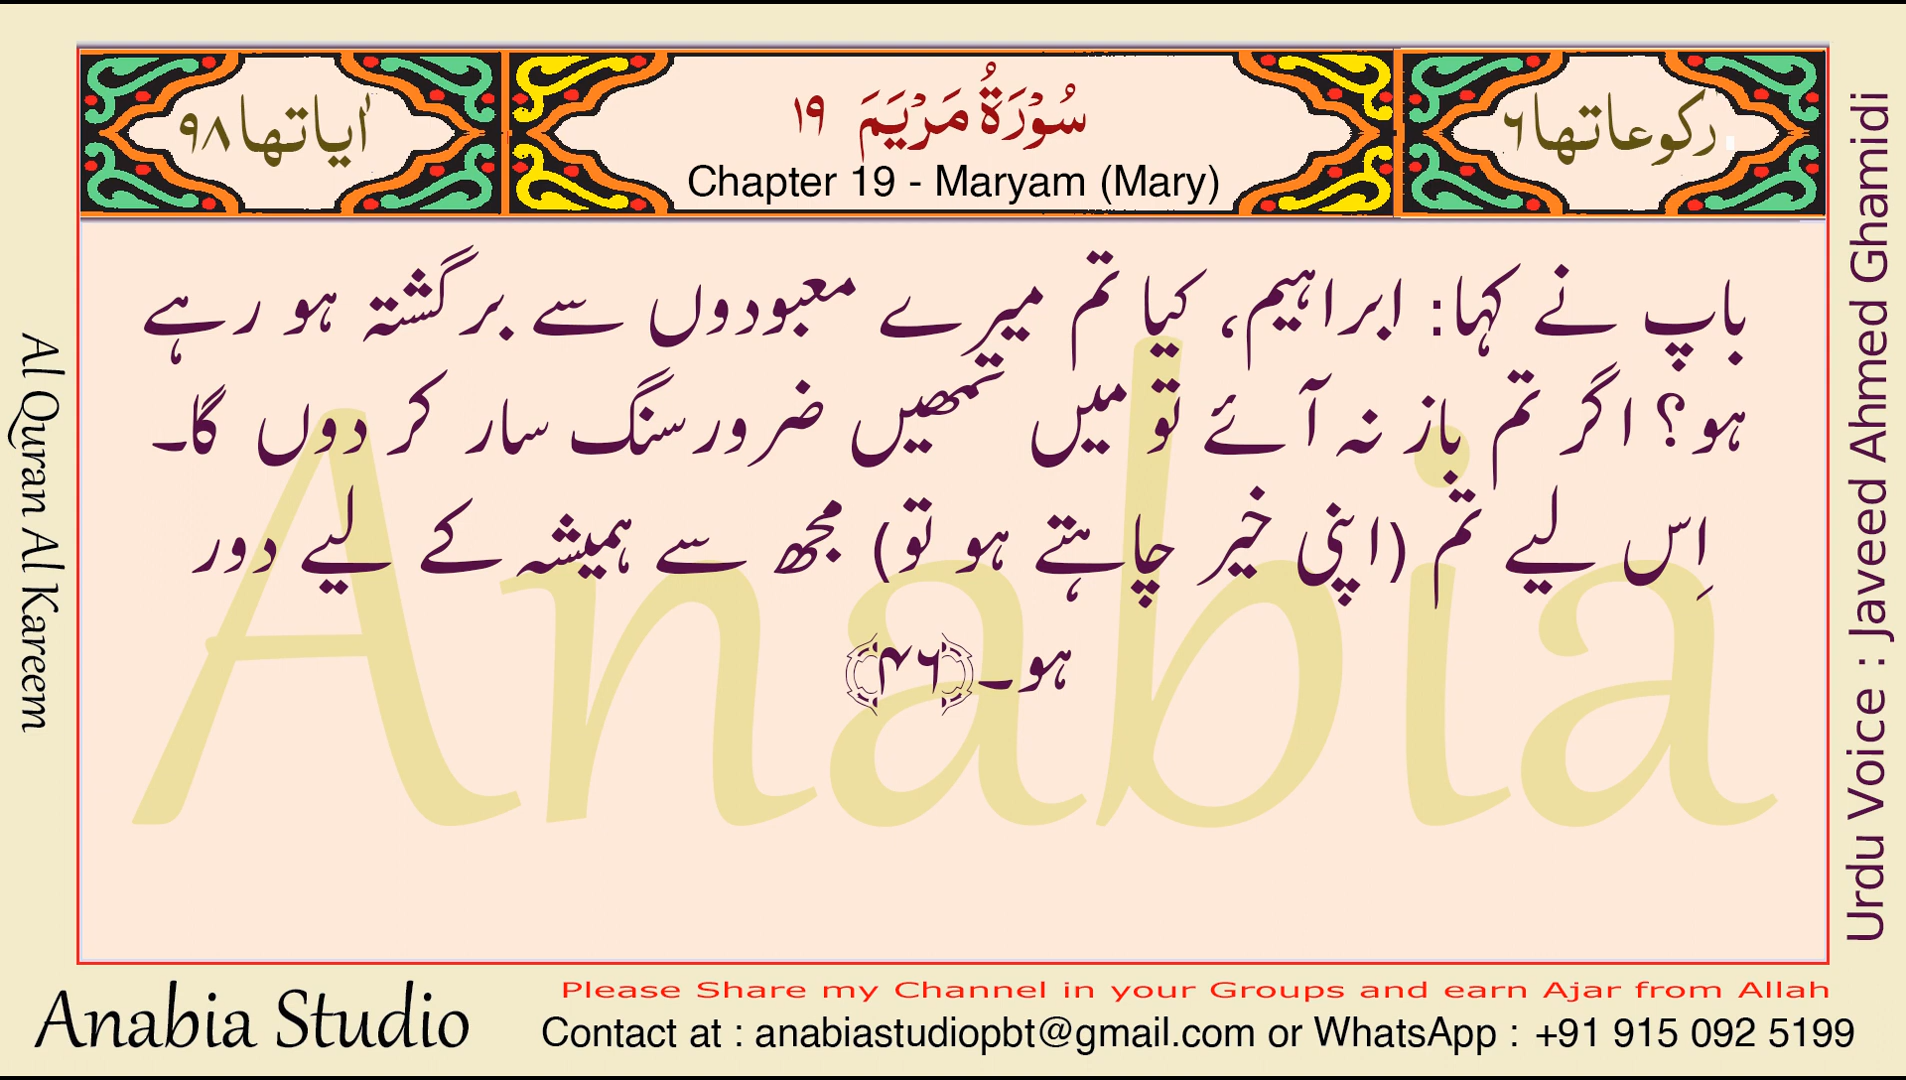 رکوعاتها ٦
سُوْرَۃُ مَرْیَمَ ١٩
اٰیاتها ٩٨
Chapter 19 - Maryam (Mary)
باپ نے کہا: ابراہیم، کیا تم میرے معبودوں سے برگشتہ ہو رہے
ہو؟ اگر تم باز نہ آئے تو میں تمھیں ضرور سنگ سار کر دوں گا۔
اِس لیے تم (اپنی خیر چاہتے ہو تو) مجھ سے ہمیشہ کے لیے دور
ہو۔﴿۴۶﴾
Anabia
Al Quran Al Kareem
Urdu Voice : Javeed Ahmed Ghamidi
Anabia Studio
Please Share my Channel in your Groups and earn Ajar from Allah
Contact at : anabiastudiopbt@gmail.com or WhatsApp : +91 915 092 5199